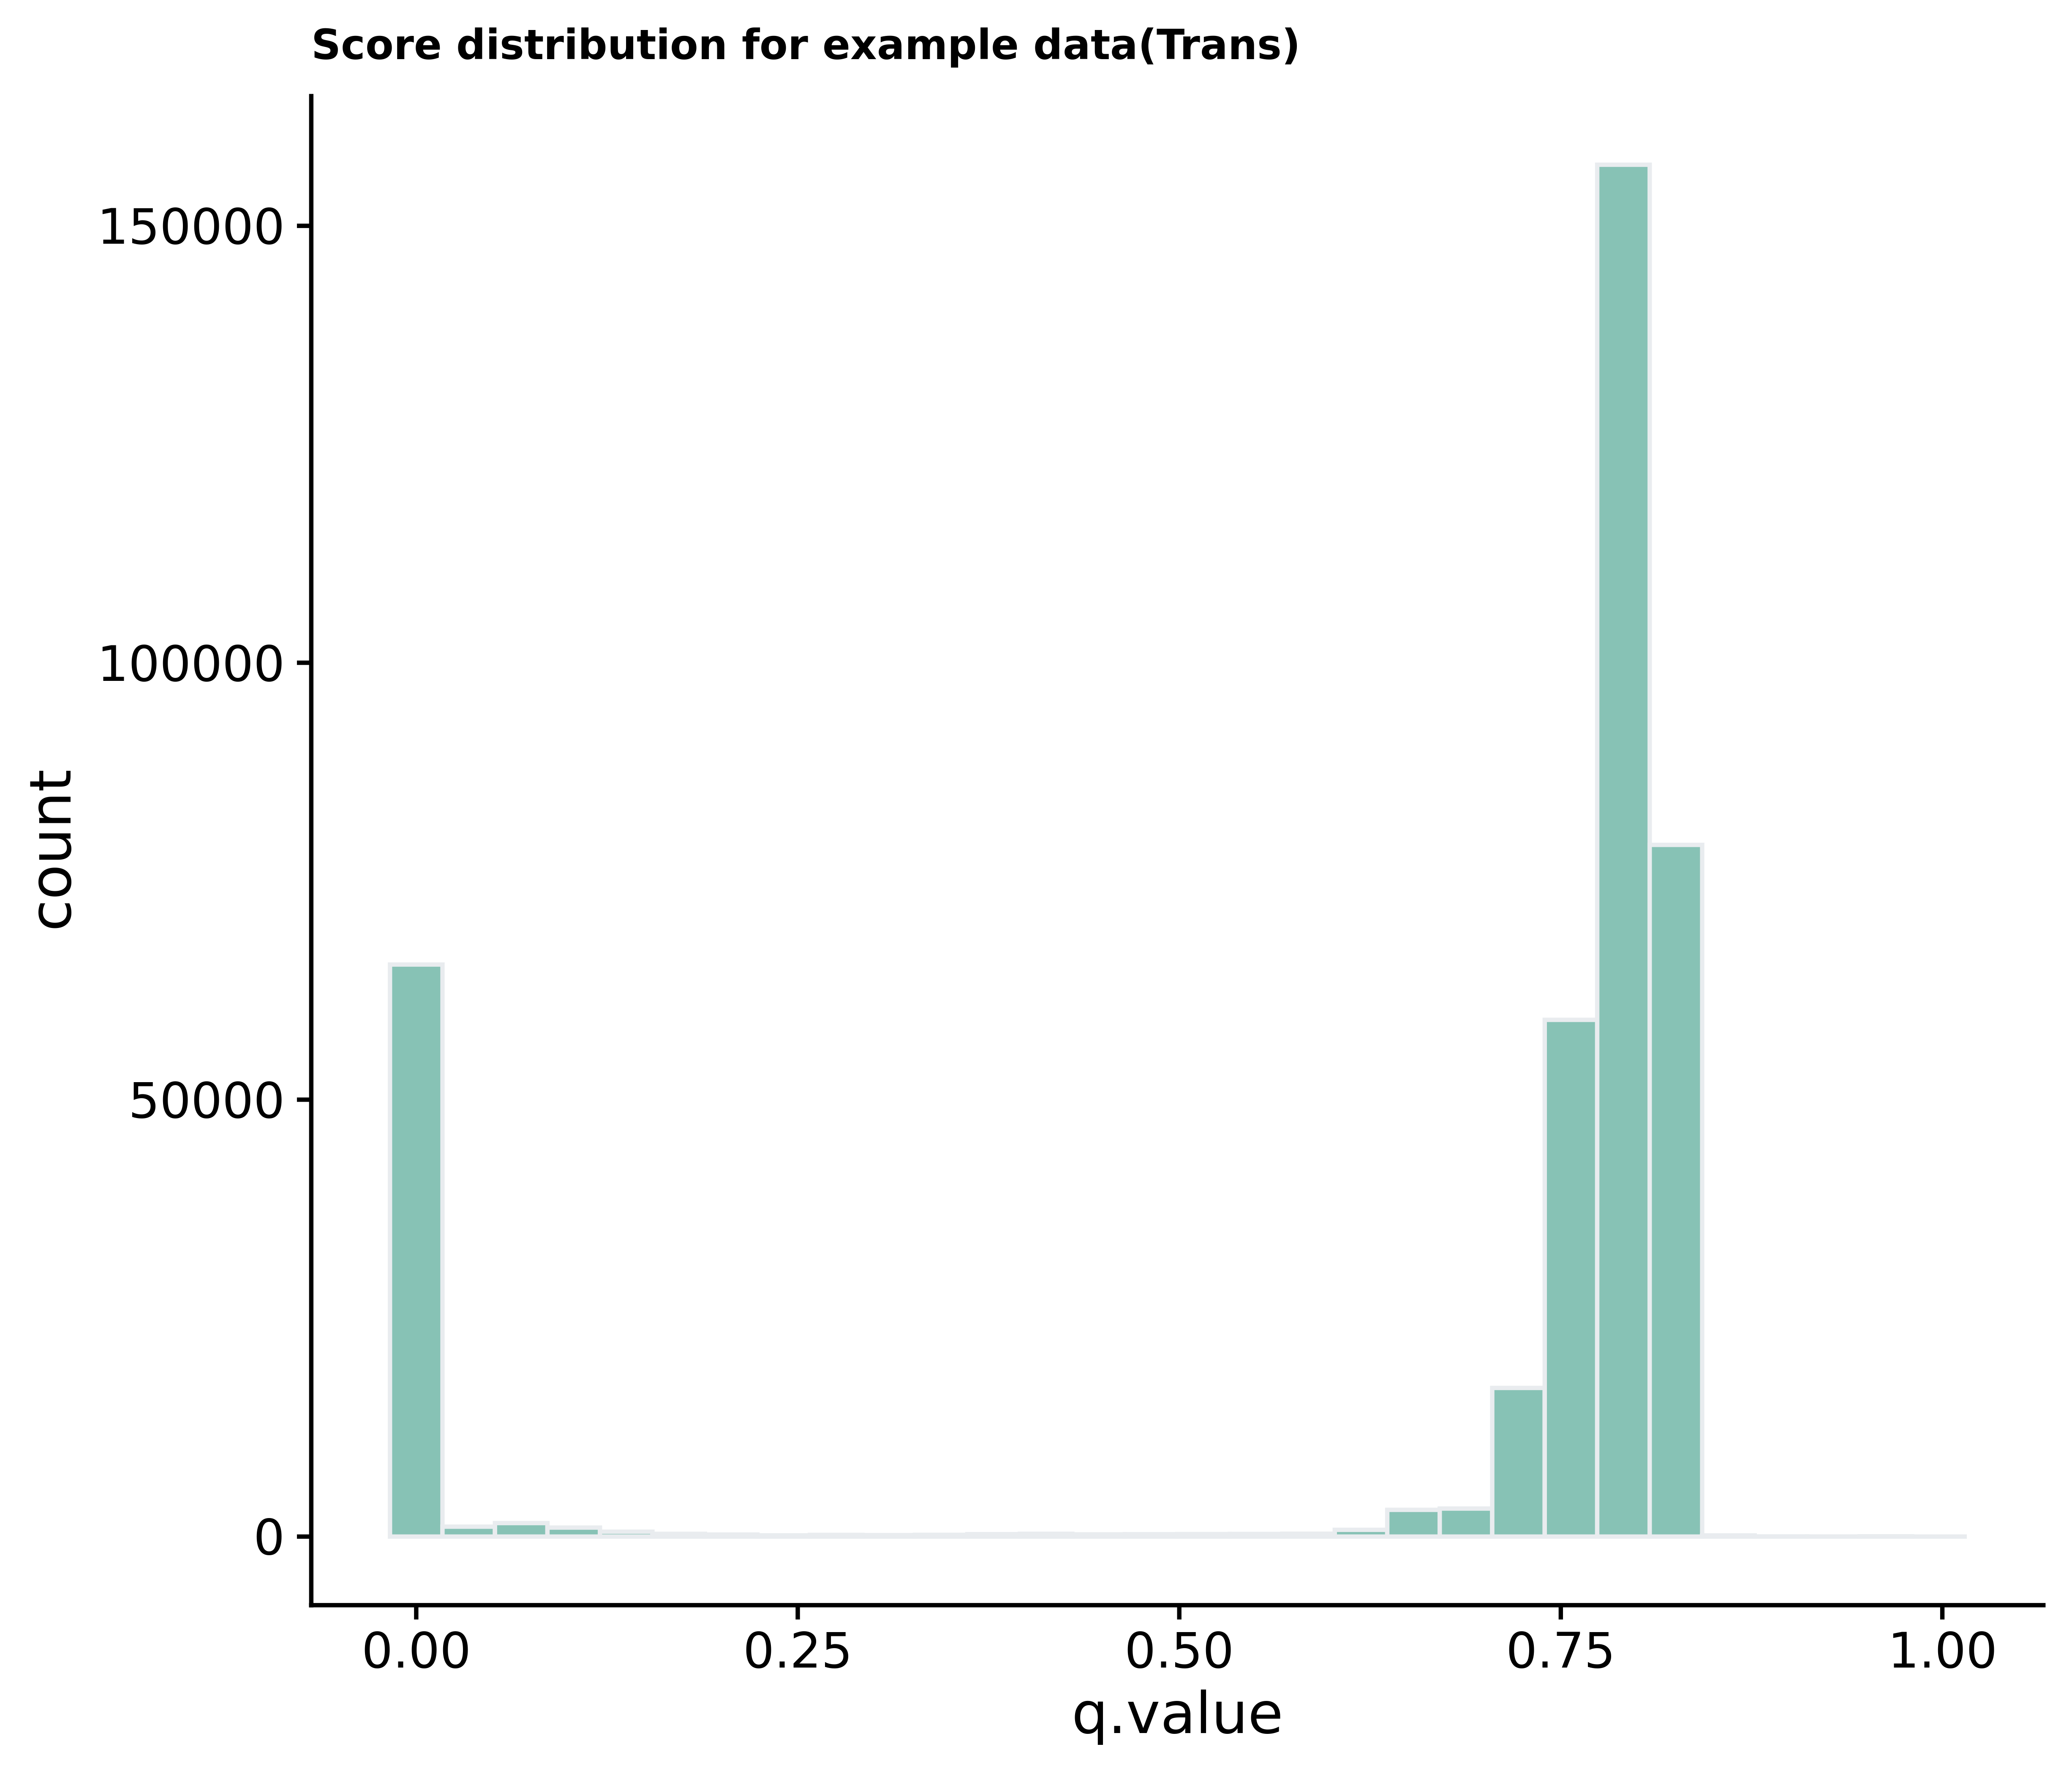 Score distribution for example data(Trans)
150000
100000
50000
0
count
0.00 0.25 0.50 0.75 1.00
q.value